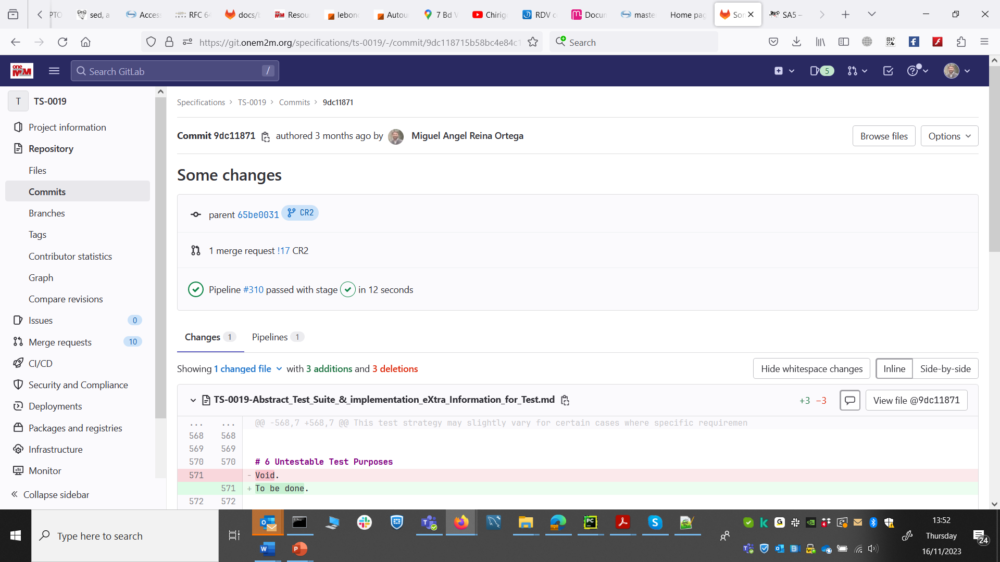 PTO
sed, a
Acces
RFC 64
docs/b
Resou
lebonc
Autou
7 Bd V
Chirig
RDV c
Docun
maste
Home pag
Son
SA5 –
https://git.onem2m.org/specifications/ts-0019/-/commit/9dc118715b58bc4e84c1
Search
Search GitLab
/
5
T
TS-0019
Project information
Repository
Files
Commits
Branches
Tags
Contributor statistics
Graph
Compare revisions
Issues
0
Merge requests
10
CI/CD
Security and Compliance
Deployments
Packages and registries
Infrastructure
Monitor
Collapse sidebar
Specifications
TS-0019
Commits
9dc11871
Commit 9dc11871 authored 3 months ago by Miguel Angel Reina Ortega
Browse files
Options
Some changes
parent 65be0031 CR2
1 merge request !17 CR2
Pipeline #310 passed with stage in 12 seconds
Changes 1
Pipelines 1
Showing 1 changed file with 3 additions and 3 deletions
Hide whitespace changes
Inline
Side-by-side
TS-0019-Abstract_Test_Suite_&_implementation_eXtra_Information_for_Test.md
+3 −3
View file @9dc11871
... ... @@ -568,7 +568,7 @@ This test strategy may slightly vary for certain cases where specific requiremen
568 568
569 569
570 570 # 6 Untestable Test Purposes
571 - Void.
571 + To be done.
572 572
Type here to search
13:52
Thursday
16/11/2023
24